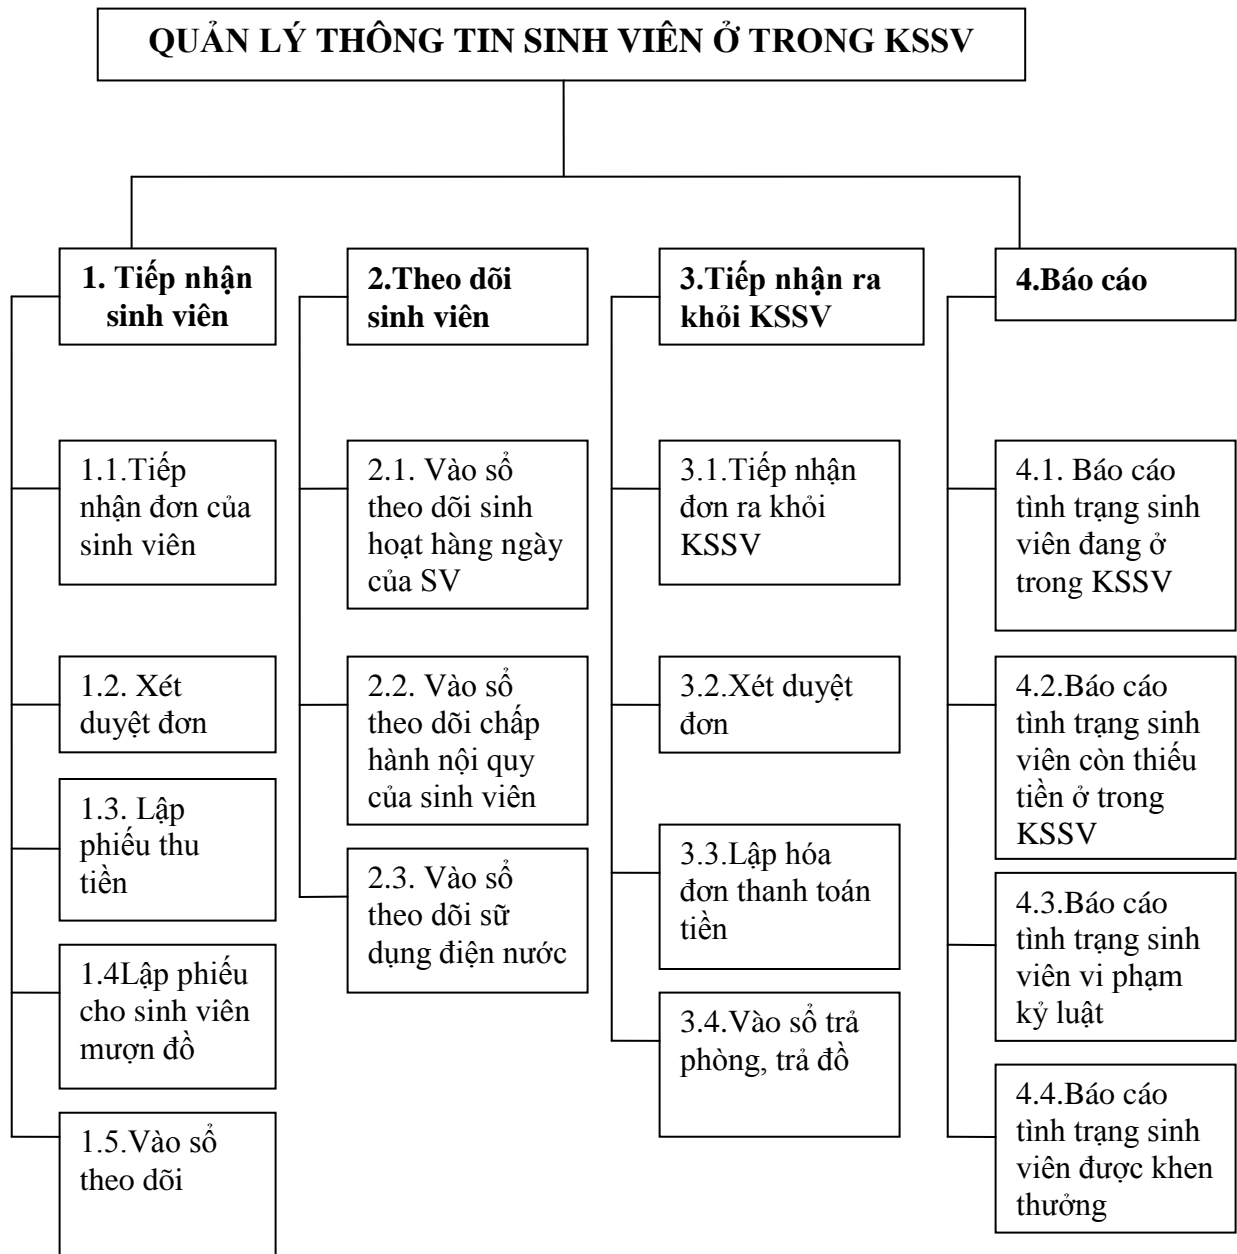 QUẢN LÝ THÔNG TIN SINH VIÊN Ở TRONG KSSV
1. Tiếp nhận
sinh viên
2.Theo dõi
sinh viên
3.Tiếp nhận ra
khỏi KSSV
4.Báo cáo
1.1.Tiếp
nhận đơn của
sinh viên
1.2. Xét
duyệt đơn
1.3. Lập
phiếu thu
tiền
1.4Lập phiếu
cho sinh viên
mượn đồ
1.5.Vào sổ
theo dõi
2.1. Vào sổ
theo dõi sinh
hoạt hàng ngày
của SV
2.2. Vào sổ
theo dõi chấp
hành nội quy
của sinh viên
2.3. Vào sổ
theo dõi sữ
dụng điện nước
3.1.Tiếp nhận
đơn ra khỏi
KSSV
3.2.Xét duyệt
đơn
3.3.Lập hóa
đơn thanh toán
tiền
3.4.Vào sổ trả
phòng, trả đồ
4.1. Báo cáo
tình trạng sinh
viên đang ở
trong KSSV
4.2.Báo cáo
tình trạng sinh
viên còn thiếu
tiền ở trong
KSSV
4.3.Báo cáo
tình trạng sinh
viên vi phạm
kỷ luật
4.4.Báo cáo
tình trạng sinh
viên được khen
thưởng